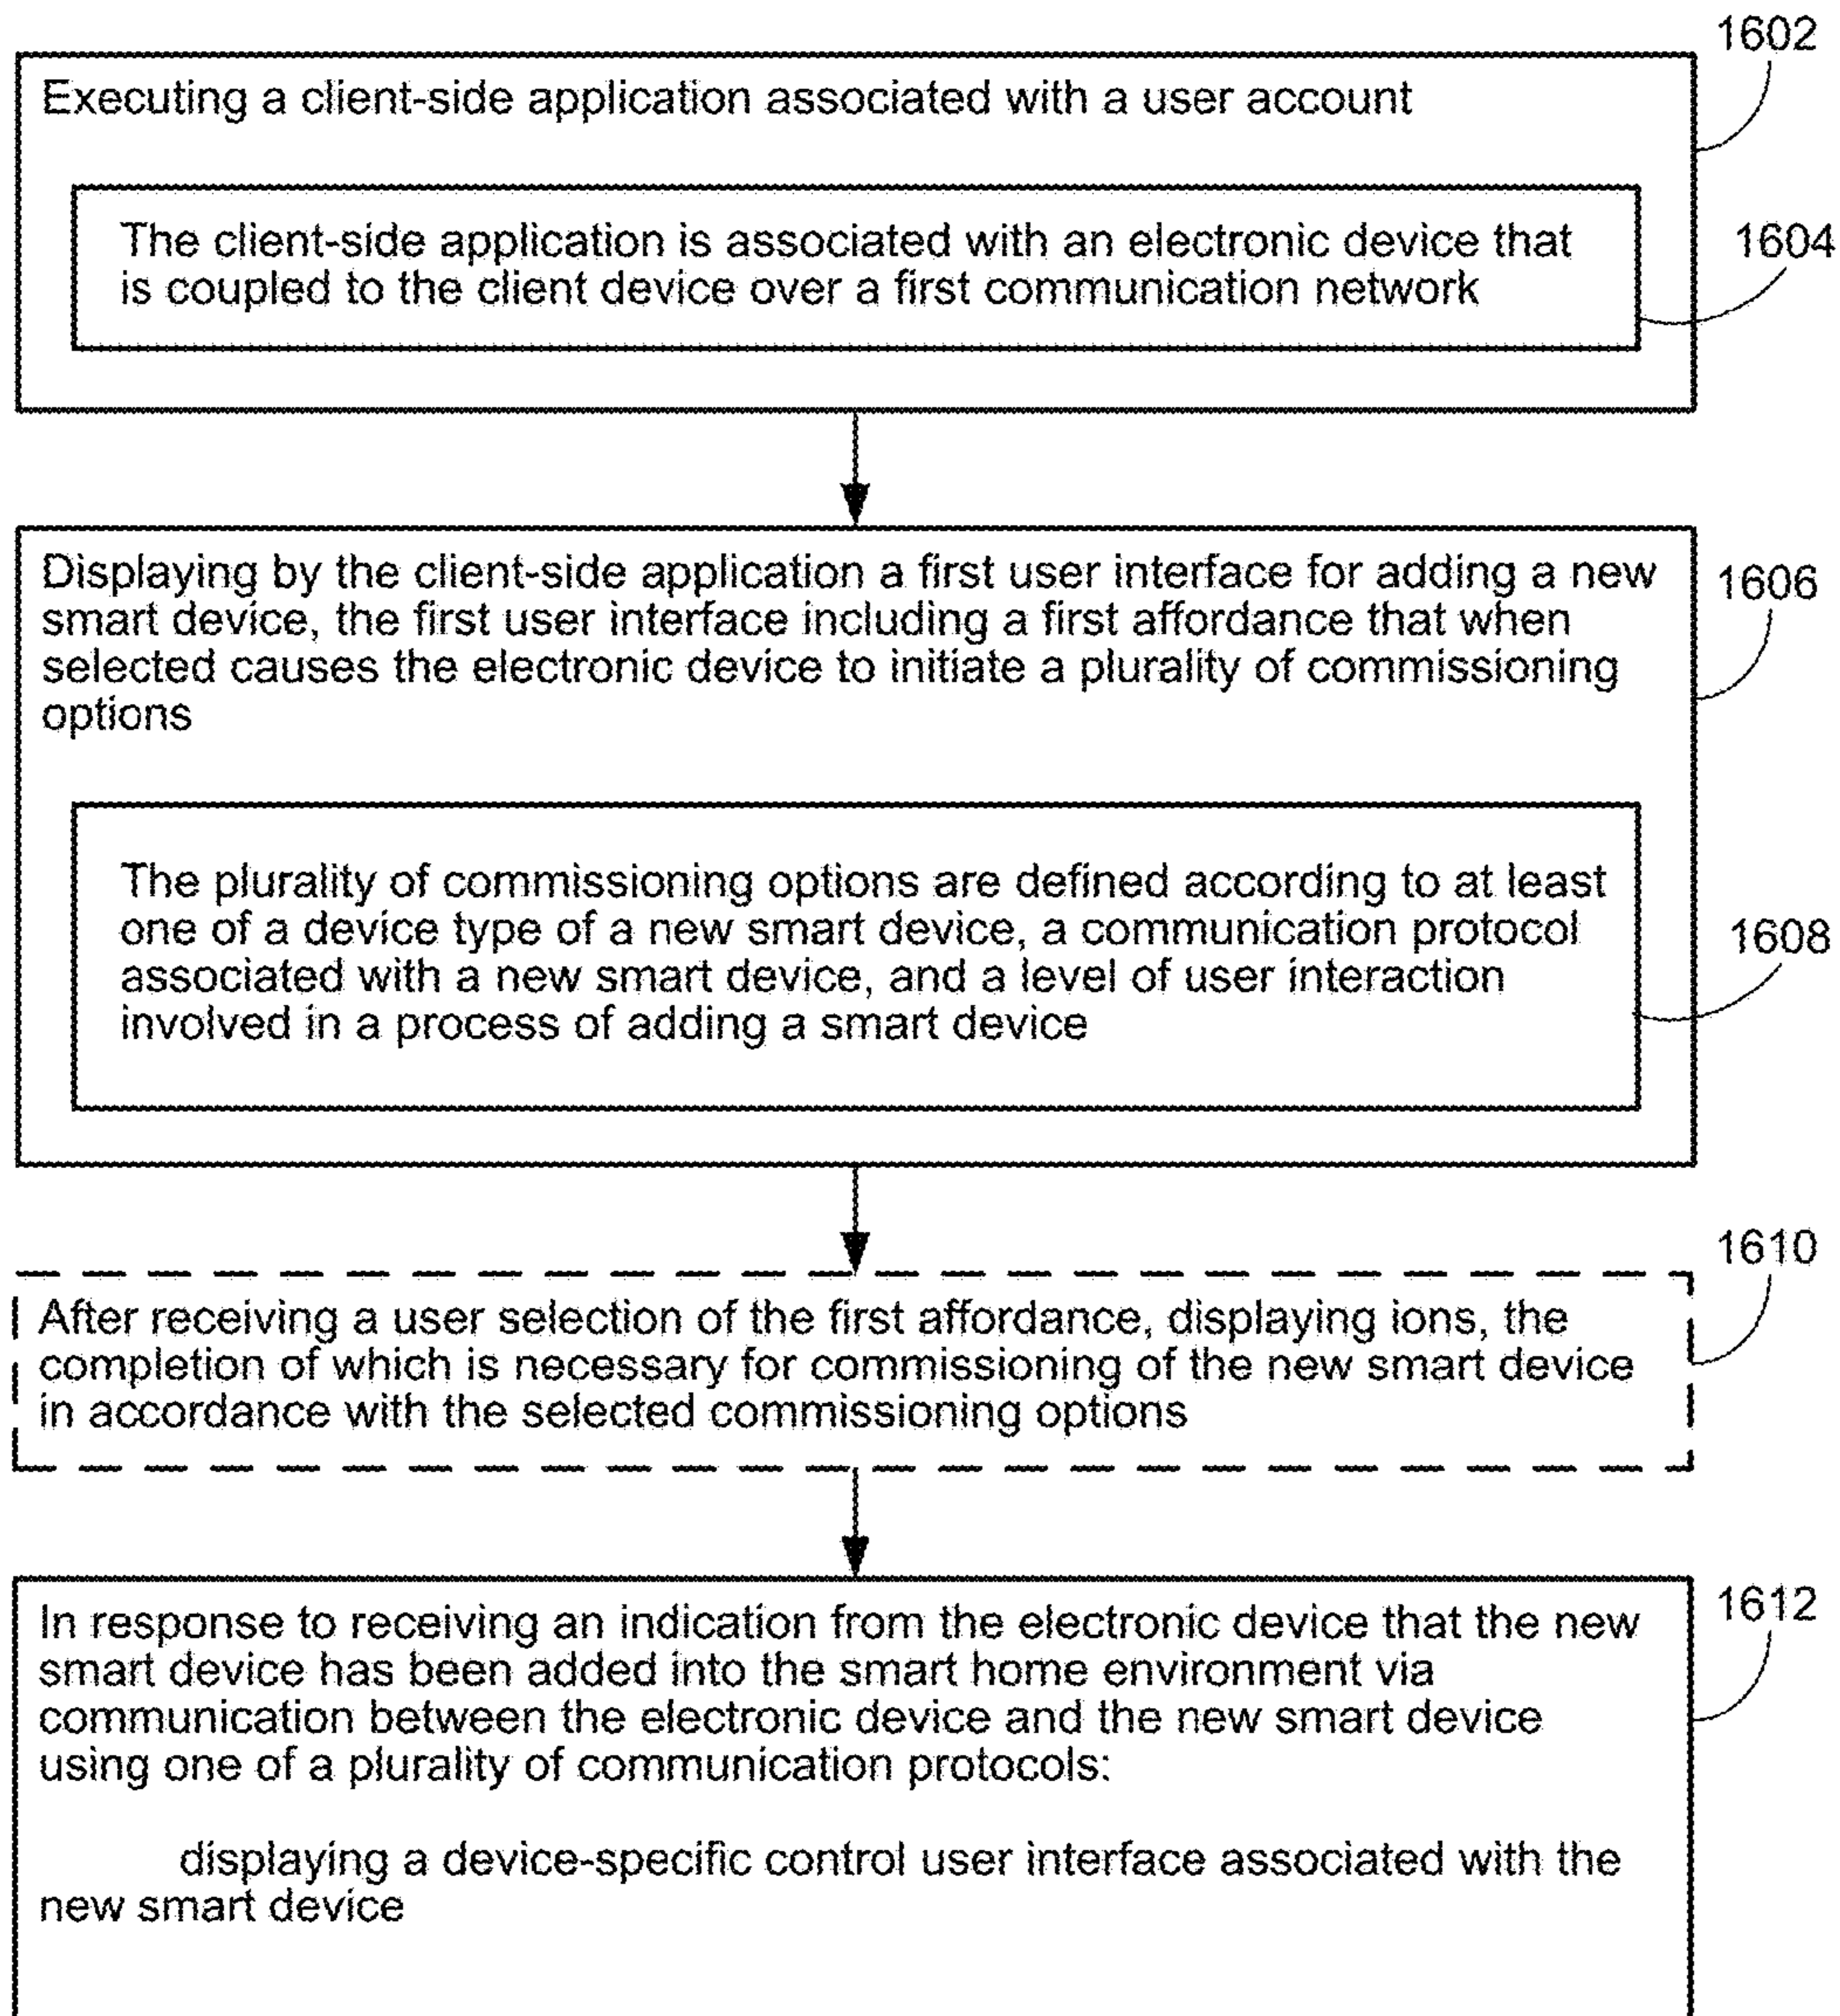 1602
Executing a client-side application associated with a user account
The client-side application is associated with an electronic device that
is coupled to the client device over a first communication network
1604
Displaying by the client-side application a first user interface for adding a new
smart device, the first user interface including a first affordance that when
selected causes the electronic device to initiate a plurality of commissioning
options
1606
The plurality of commissioning options are defined according to at least
one of a device type of a new smart device, a communication protocol
associated with a new smart device, and a level of user interaction
involved in a process of adding a smart device
1608
1610
After receiving a user selection of the first affordance, displaying ions, the
completion of which is necessary for commissioning of the new smart device
in accordance with the selected commissioning options
1612
In response to receiving an indication from the electronic device that the new
smart device has been added into the smart home environment via
communication between the electronic device and the new smart device
using one of a plurality of communication protocols:
displaying a device-specific control user interface associated with the
new smart device